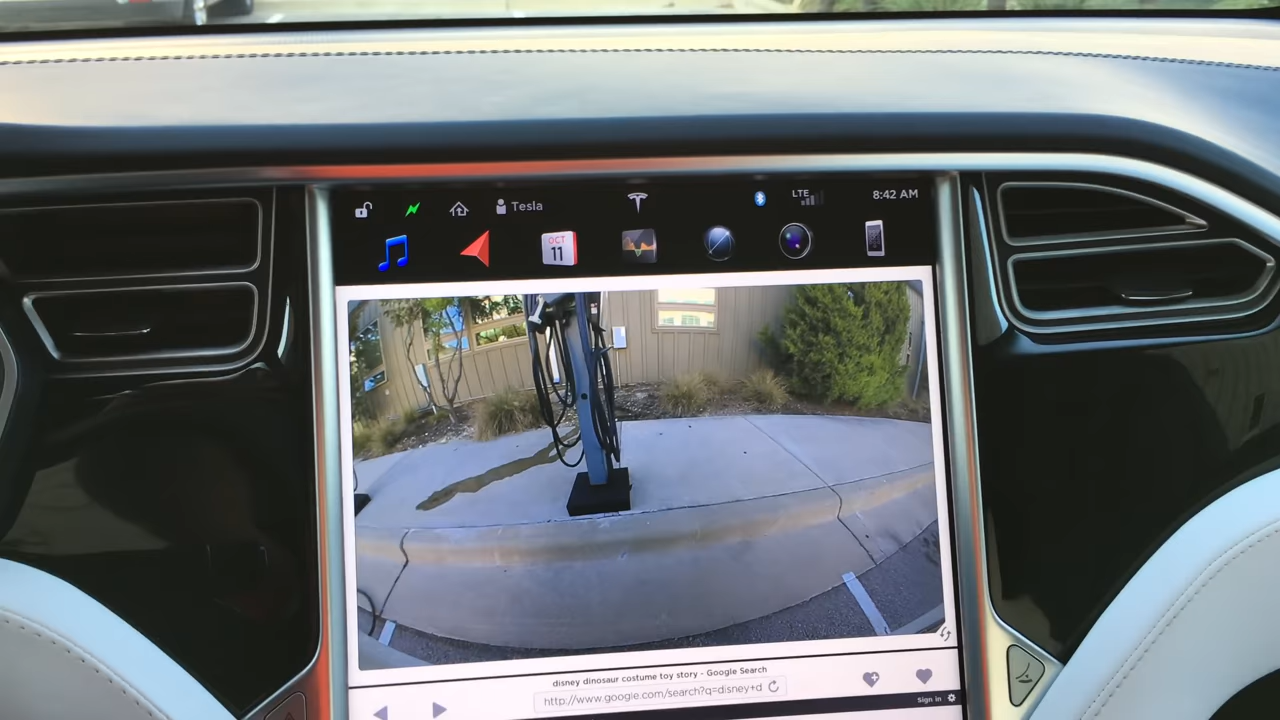 Tesla
LTE
8:42 AM
OCT
11
disney dinosaur costume toy story - Google Search
http://www.google.com/search?q=disney+d
Sign in